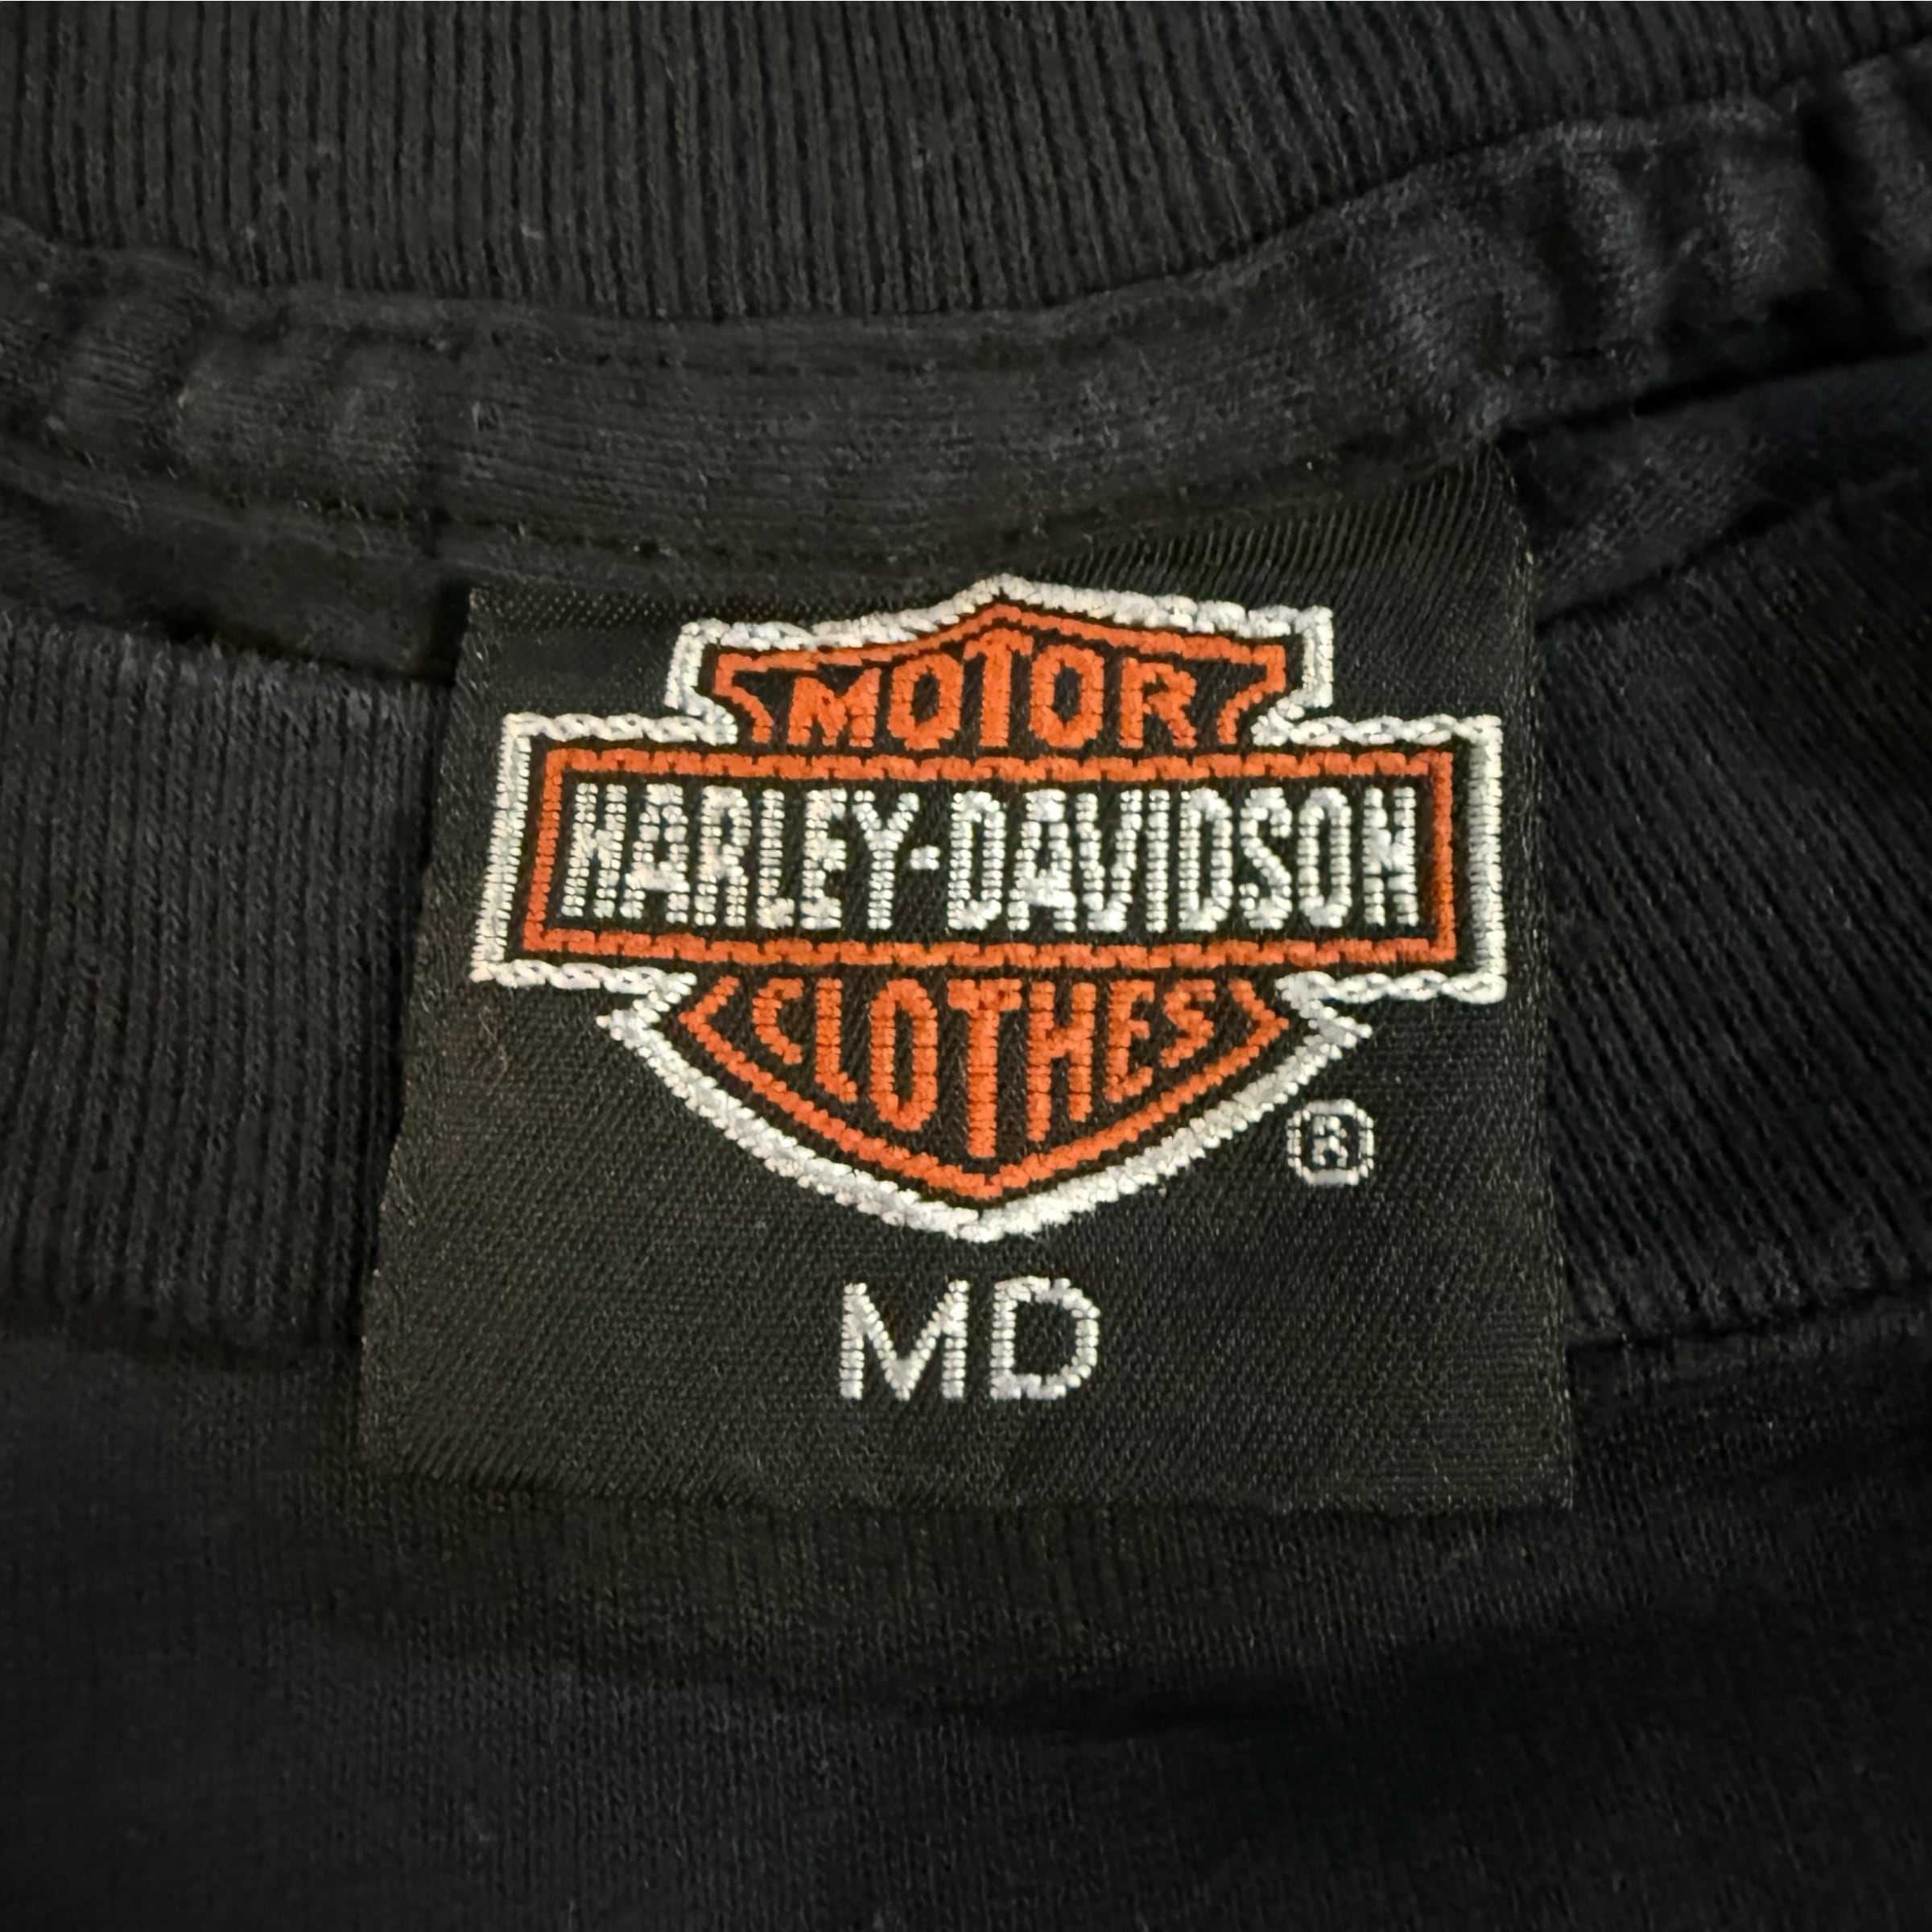 MOTOR
HARLEY-DAVIDSON
CLOTHES
®
MD